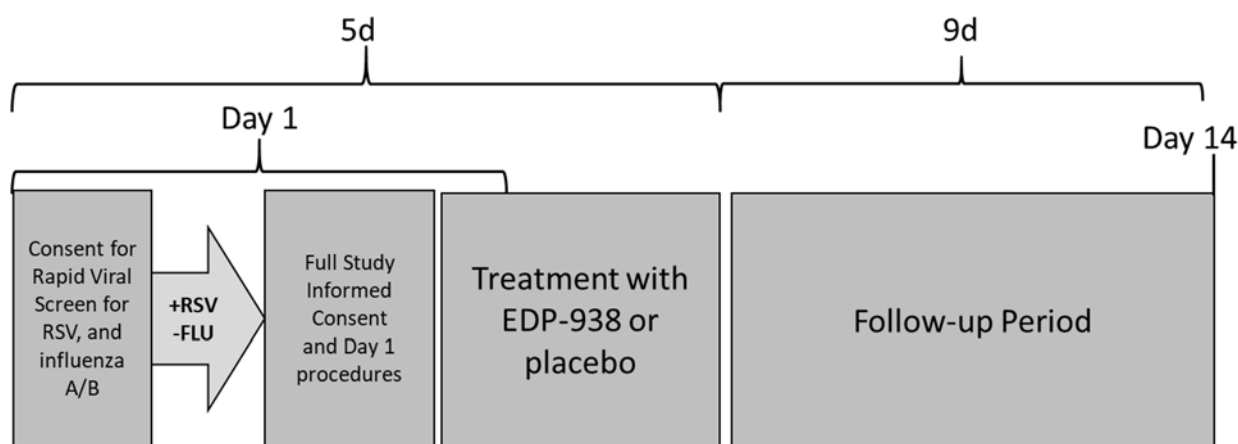 5d
9d
Day 1
Day 14
Consent for
Rapid Viral
Screen for
RSV, and
influenza
A/B
+RSV
-FLU
Full Study
Informed
Consent
and Day 1
procedures
Treatment with
EDP-938 or
placebo
Follow-up Period